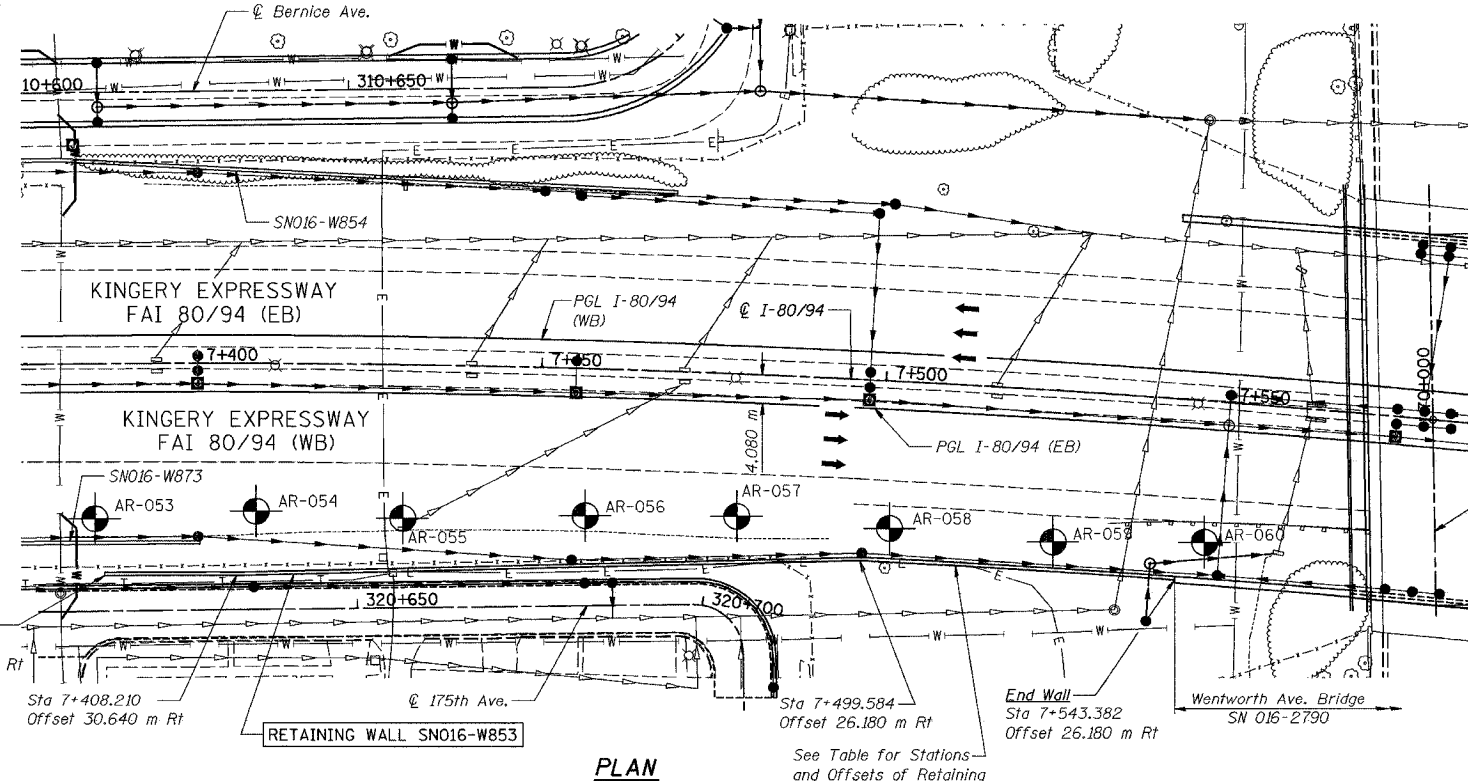 ℄ Bernice Ave.
10+600
310+650
W
E
SN016-W854
KINGERY EXPRESSWAY
FAI 80/94 (EB)
PGL I-80/94
(WB)
℄ I-80/94
7+400
7+450
7+500
7+550
70+000
KINGERY EXPRESSWAY
FAI 80/94 (WB)
4.080 m
PGL I-80/94 (EB)
SN016-W873
AR-053
AR-054
AR-055
AR-056
AR-057
AR-058
AR-059
AR-060
320+650
320+700
Rt
Sta 7+408.210
Offset 30.640 m Rt
℄ 175th Ave.
RETAINING WALL SN016-W853
Sta 7+499.584
Offset 26.180 m Rt
End Wall
Sta 7+543.382
Offset 26.180 m Rt
Wentworth Ave. Bridge
SN 016-2790
See Table for Stations
and Offsets of Retaining
PLAN